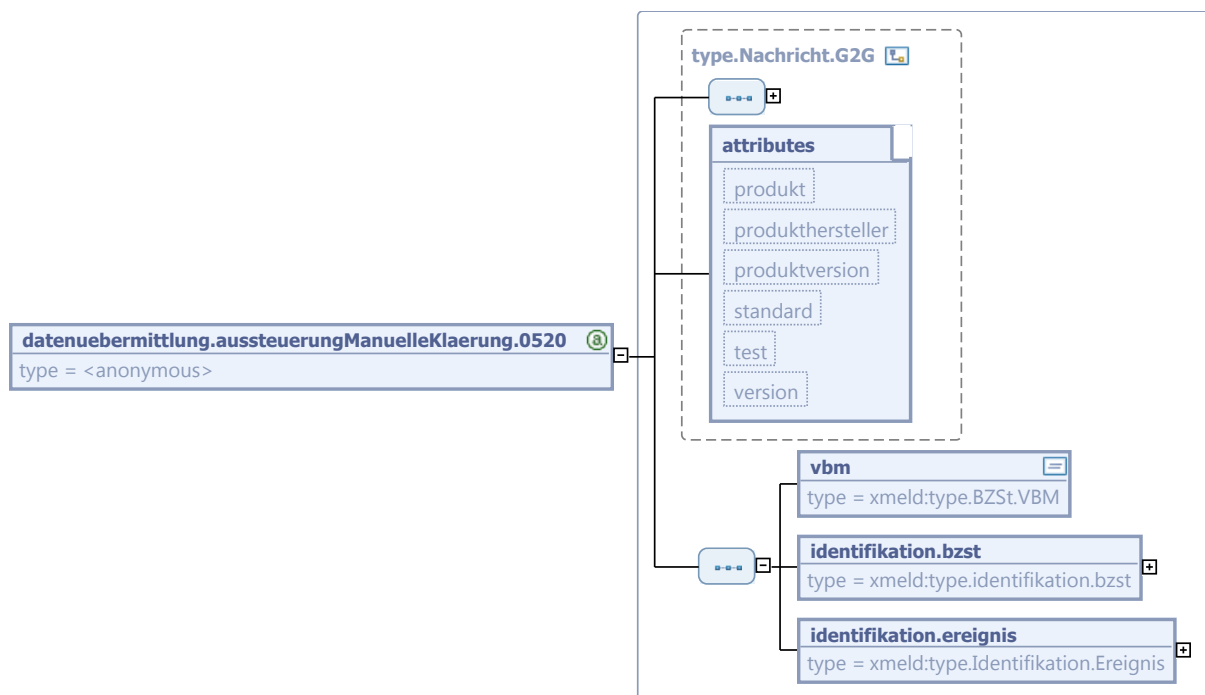 type.Nachricht.G2G
attributes
produkt
produkthersteller
produktversion
standard
test
version
datenuebermittlung.aussteuerungManuelleKlaerung.0520
type = <anonymous>
vbm
type = xmeld:type.BZSt.VBM
identifikation.bzst
type = xmeld:type.identifikation.bzst
identifikation.ereignis
type = xmeld:type.Identifikation.Ereignis